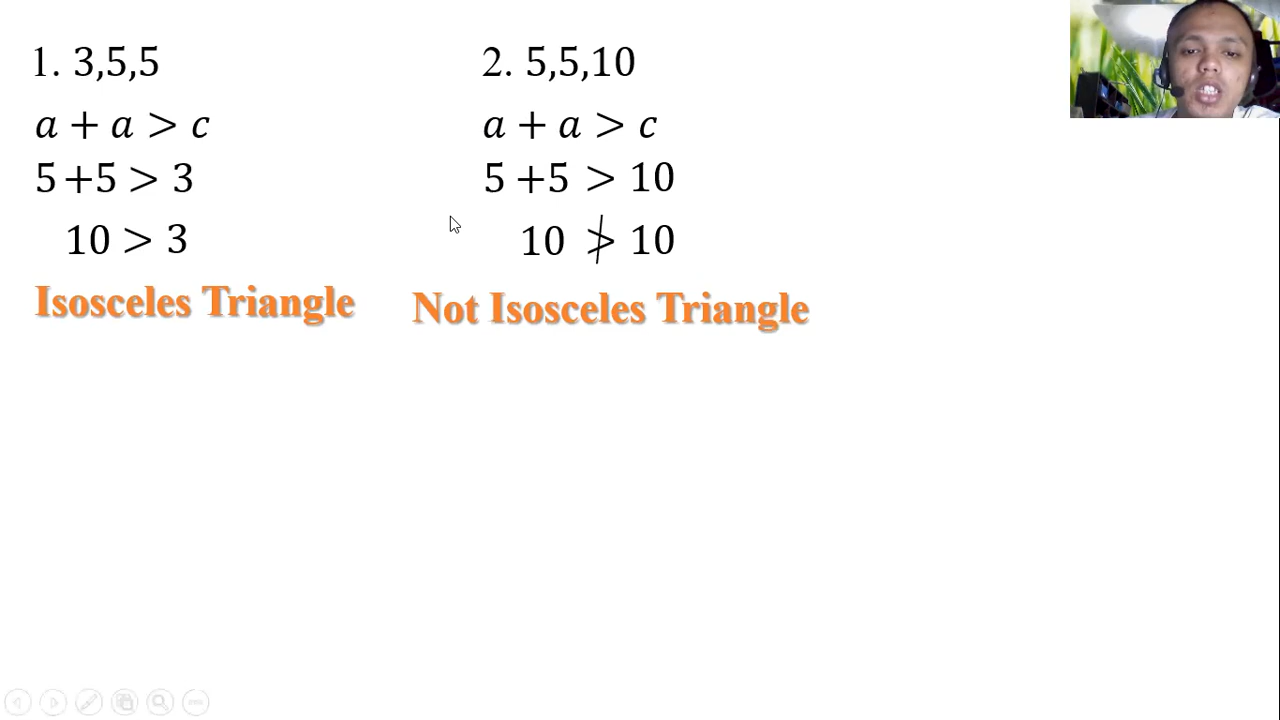 1. 3,5,5
a + a > c
5 +5 > 3
10 > 3
Isosceles Triangle
2. 5,5,10
a + a > c
5 +5 > 10
10 ≯ 10
Not Isosceles Triangle